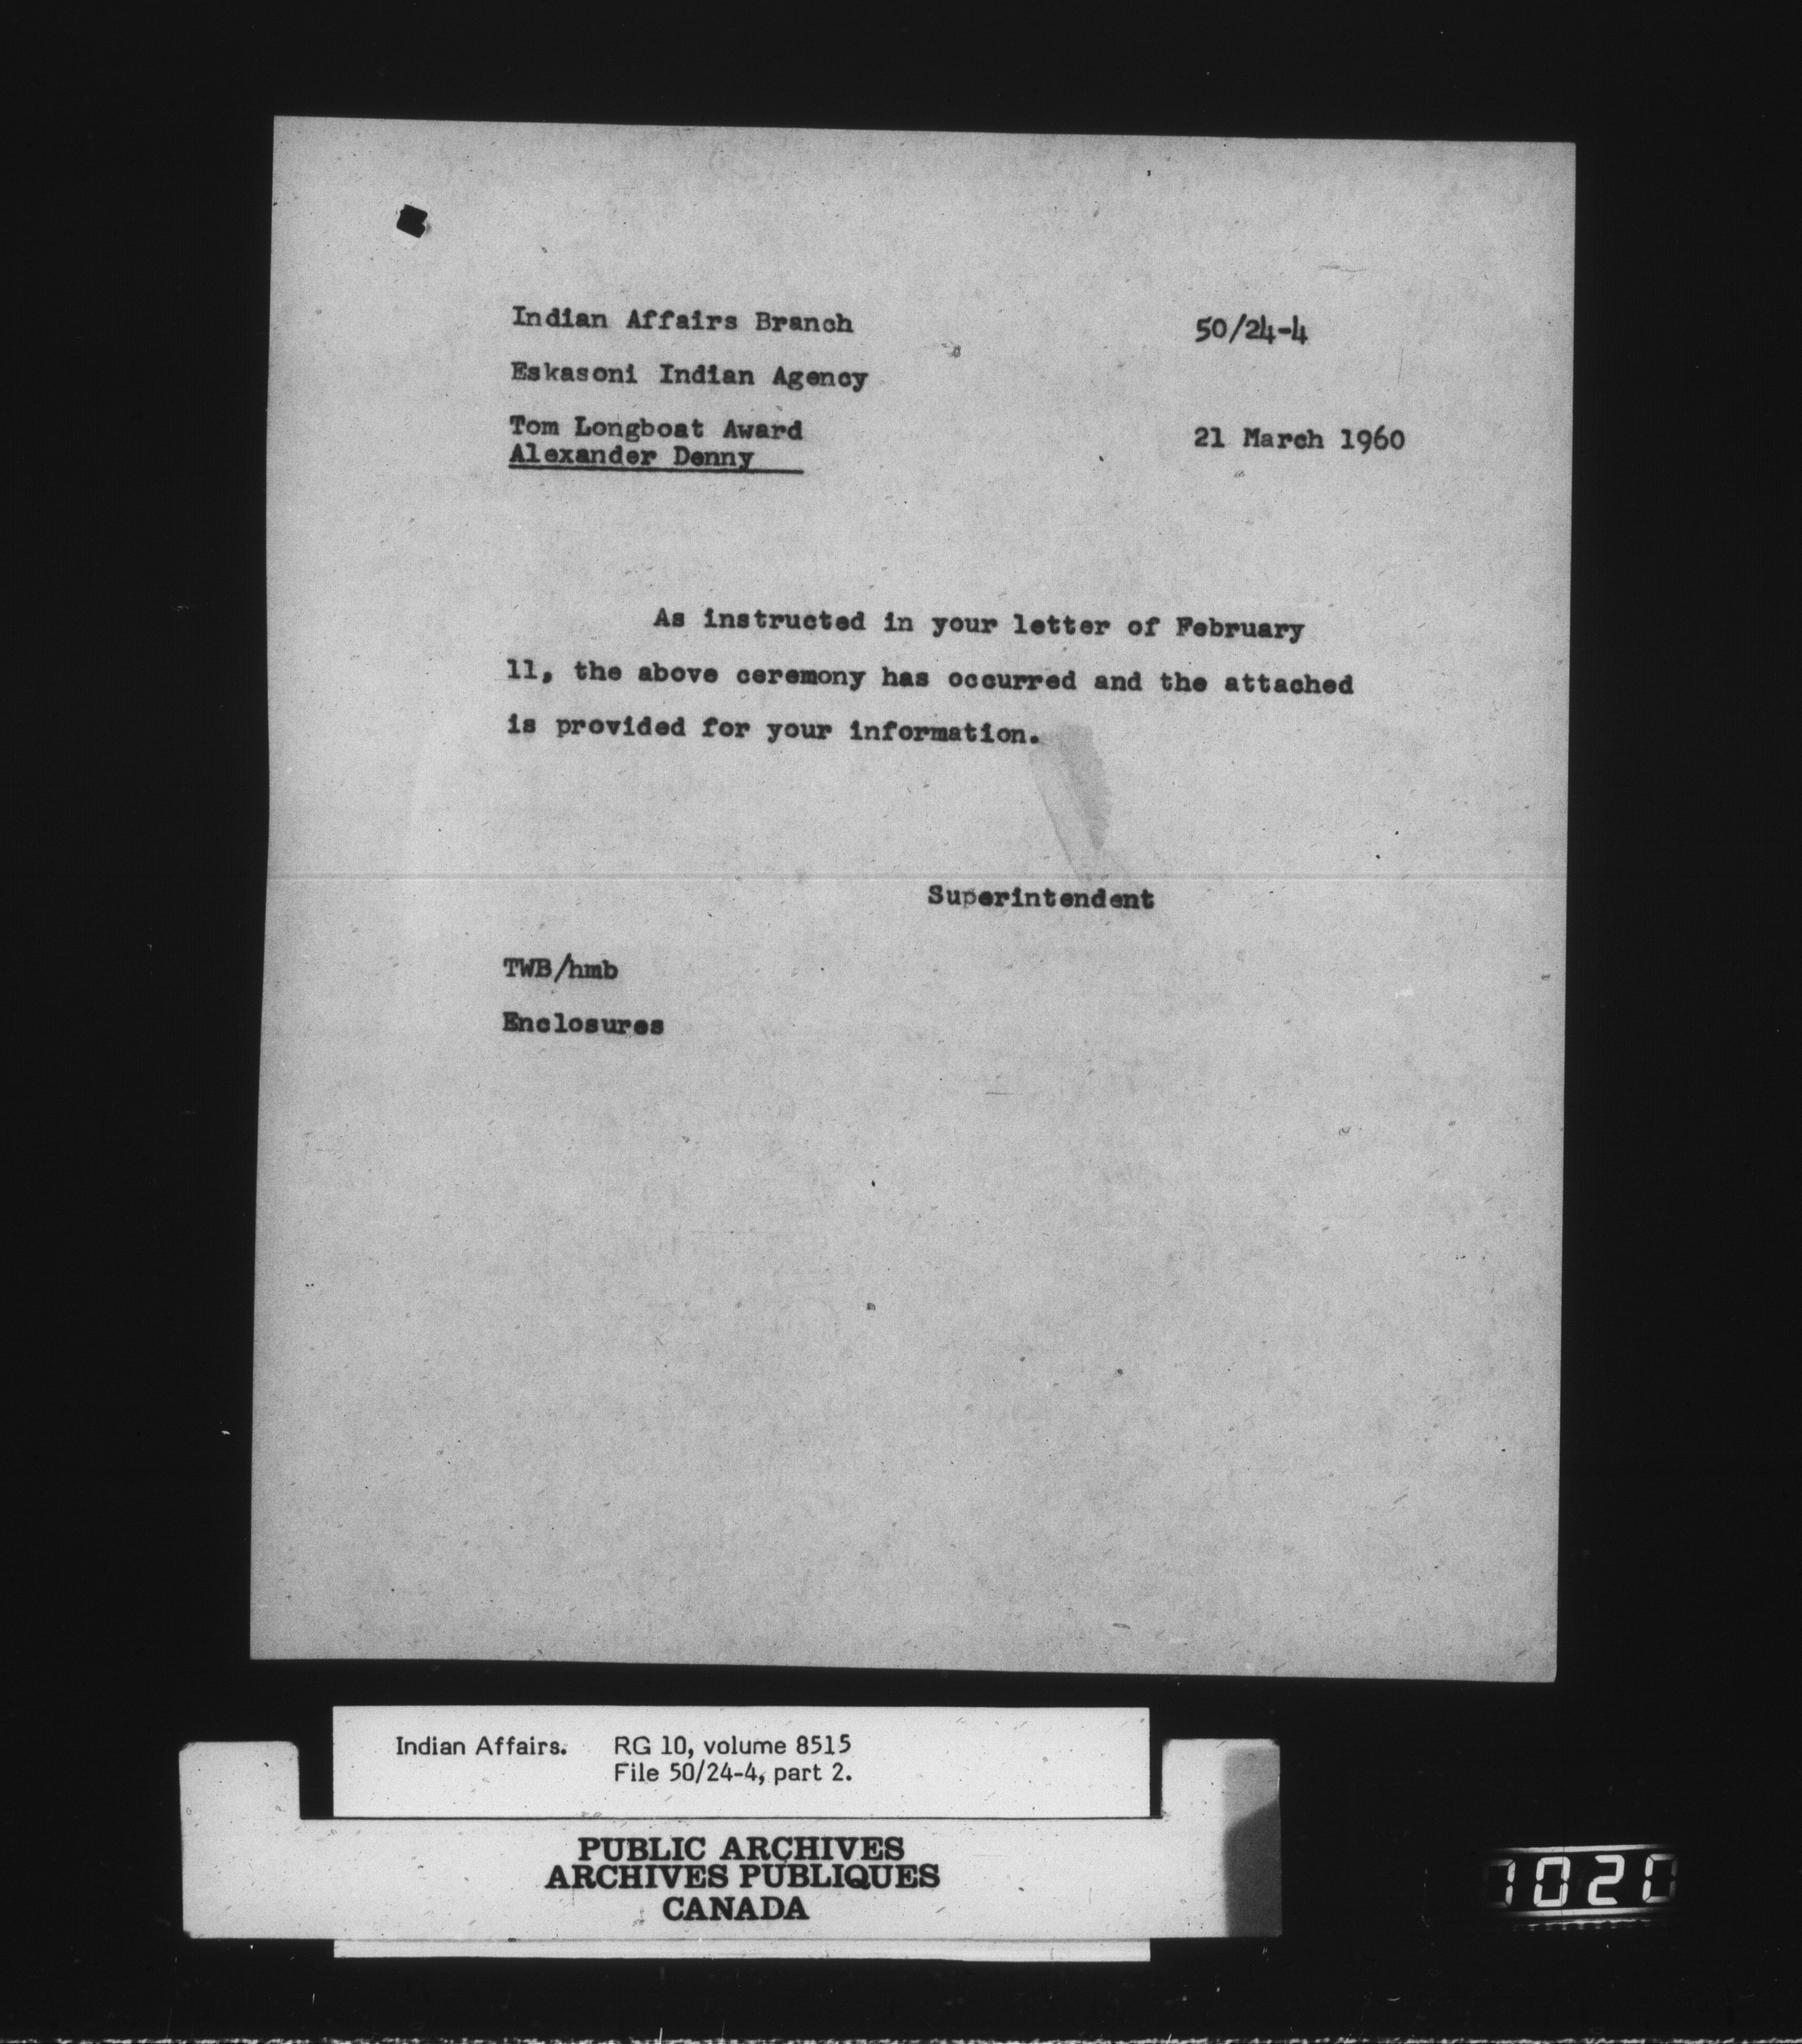 Indian Affairs Branch
50/24-4
Eskasoni Indian Agency
Tom Longboat Award
21 March 1960
Alexander Denny
As instructed in your letter of February
11, the above ceremony has occurred and the attached
is provided for your information.
Superintendent
TWB/hmb
Enclosures
Indian Affairs. RG 10, volume 8515
File 50/24-4, part 2.
PUBLIC ARCHIVES
ARCHIVES PUBLIQUES
CANADA
1020